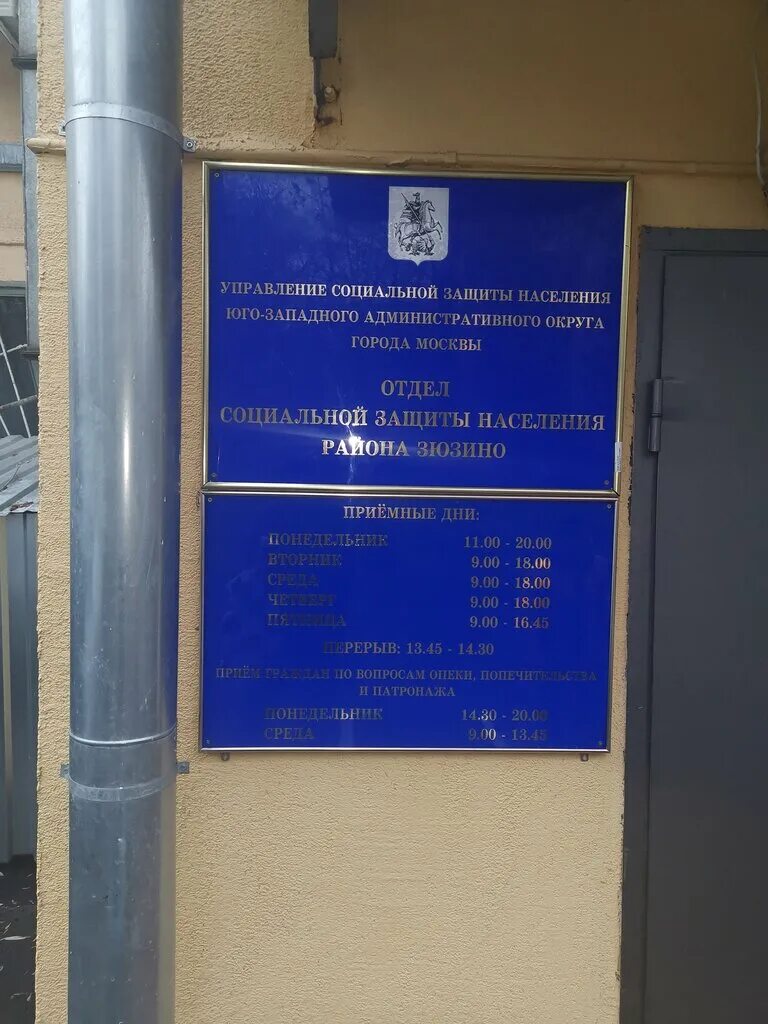 УПРАВЛЕНИЕ СОЦИАЛЬНОЙ ЗАЩИТЫ НАСЕЛЕНИЯ
ЮГО-ЗАПАДНОГО АДМИНИСТРАТИВНОГО ОКРУГА
ГОРОДА МОСКВЫ
ОТДЕЛ
СОЦИАЛЬНОЙ ЗАЩИТЫ НАСЕЛЕНИЯ
РАЙОНА ЗЮЗИНО
ПРИЁМНЫЕ ДНИ:
ПОНЕДЕЛЬНИК 11.00 - 20.00
ВТОРНИК 9.00 - 18.00
СРЕДА 9.00 - 18.00
ЧЕТВЕРГ 9.00 - 18.00
ПЯТНИЦА 9.00 - 16.45
ПЕРЕРЫВ: 13.45 - 14.30
ПРИЁМ ГРАЖДАН ПО ВОПРОСАМ ОПЕКИ, ПОПЕЧИТЕЛЬСТВА
И ПАТРОНАЖА
ПОНЕДЕЛЬНИК 14.30 - 20.00
СРЕДА 9.00 - 13.45